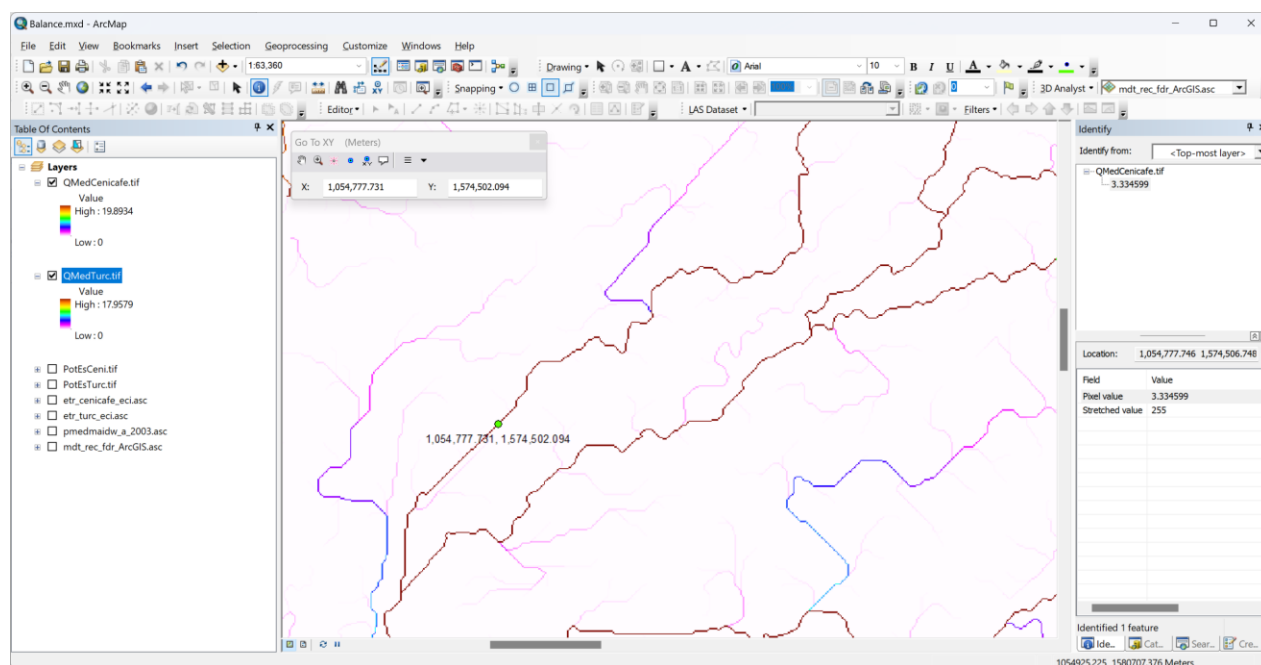 Balance.mxd - ArcMap
File Edit View Bookmarks Insert Selection Geoprocessing Customize Windows Help
1:63,360 Drawing Arial 10 B I U A
Snapping 3D Analyst mdt_rec_fdr_ArcGIS.asc
Editor LAS Dataset Filters
Table Of Contents
Layers
QMedCenicafe.tif
Value
High : 19.8934
Low : 0
QMedTurc.tif
Value
High : 17.9579
Low : 0
PotEsCeni.tif
PotEsTurc.tif
etr_cenicafe_eci.asc
etr_turc_eci.asc
pmedmaidw_a_2003.asc
mdt_rec_fdr_ArcGIS.asc
Go To XY (Meters)
X: 1,054,777.731 Y: 1,574,502.094
1,054,777.731, 1,574,502.094
Identify
Identify from: <Top-most layer>
QMedCenicafe.tif
3.334599
Location: 1,054,777.746 1,574,506.748
Field Value
Pixel value 3.334599
Stretched value 255
Identified 1 feature
Ide... Cat... Sear... Cre...
1054925.225 1580707.376 Meters